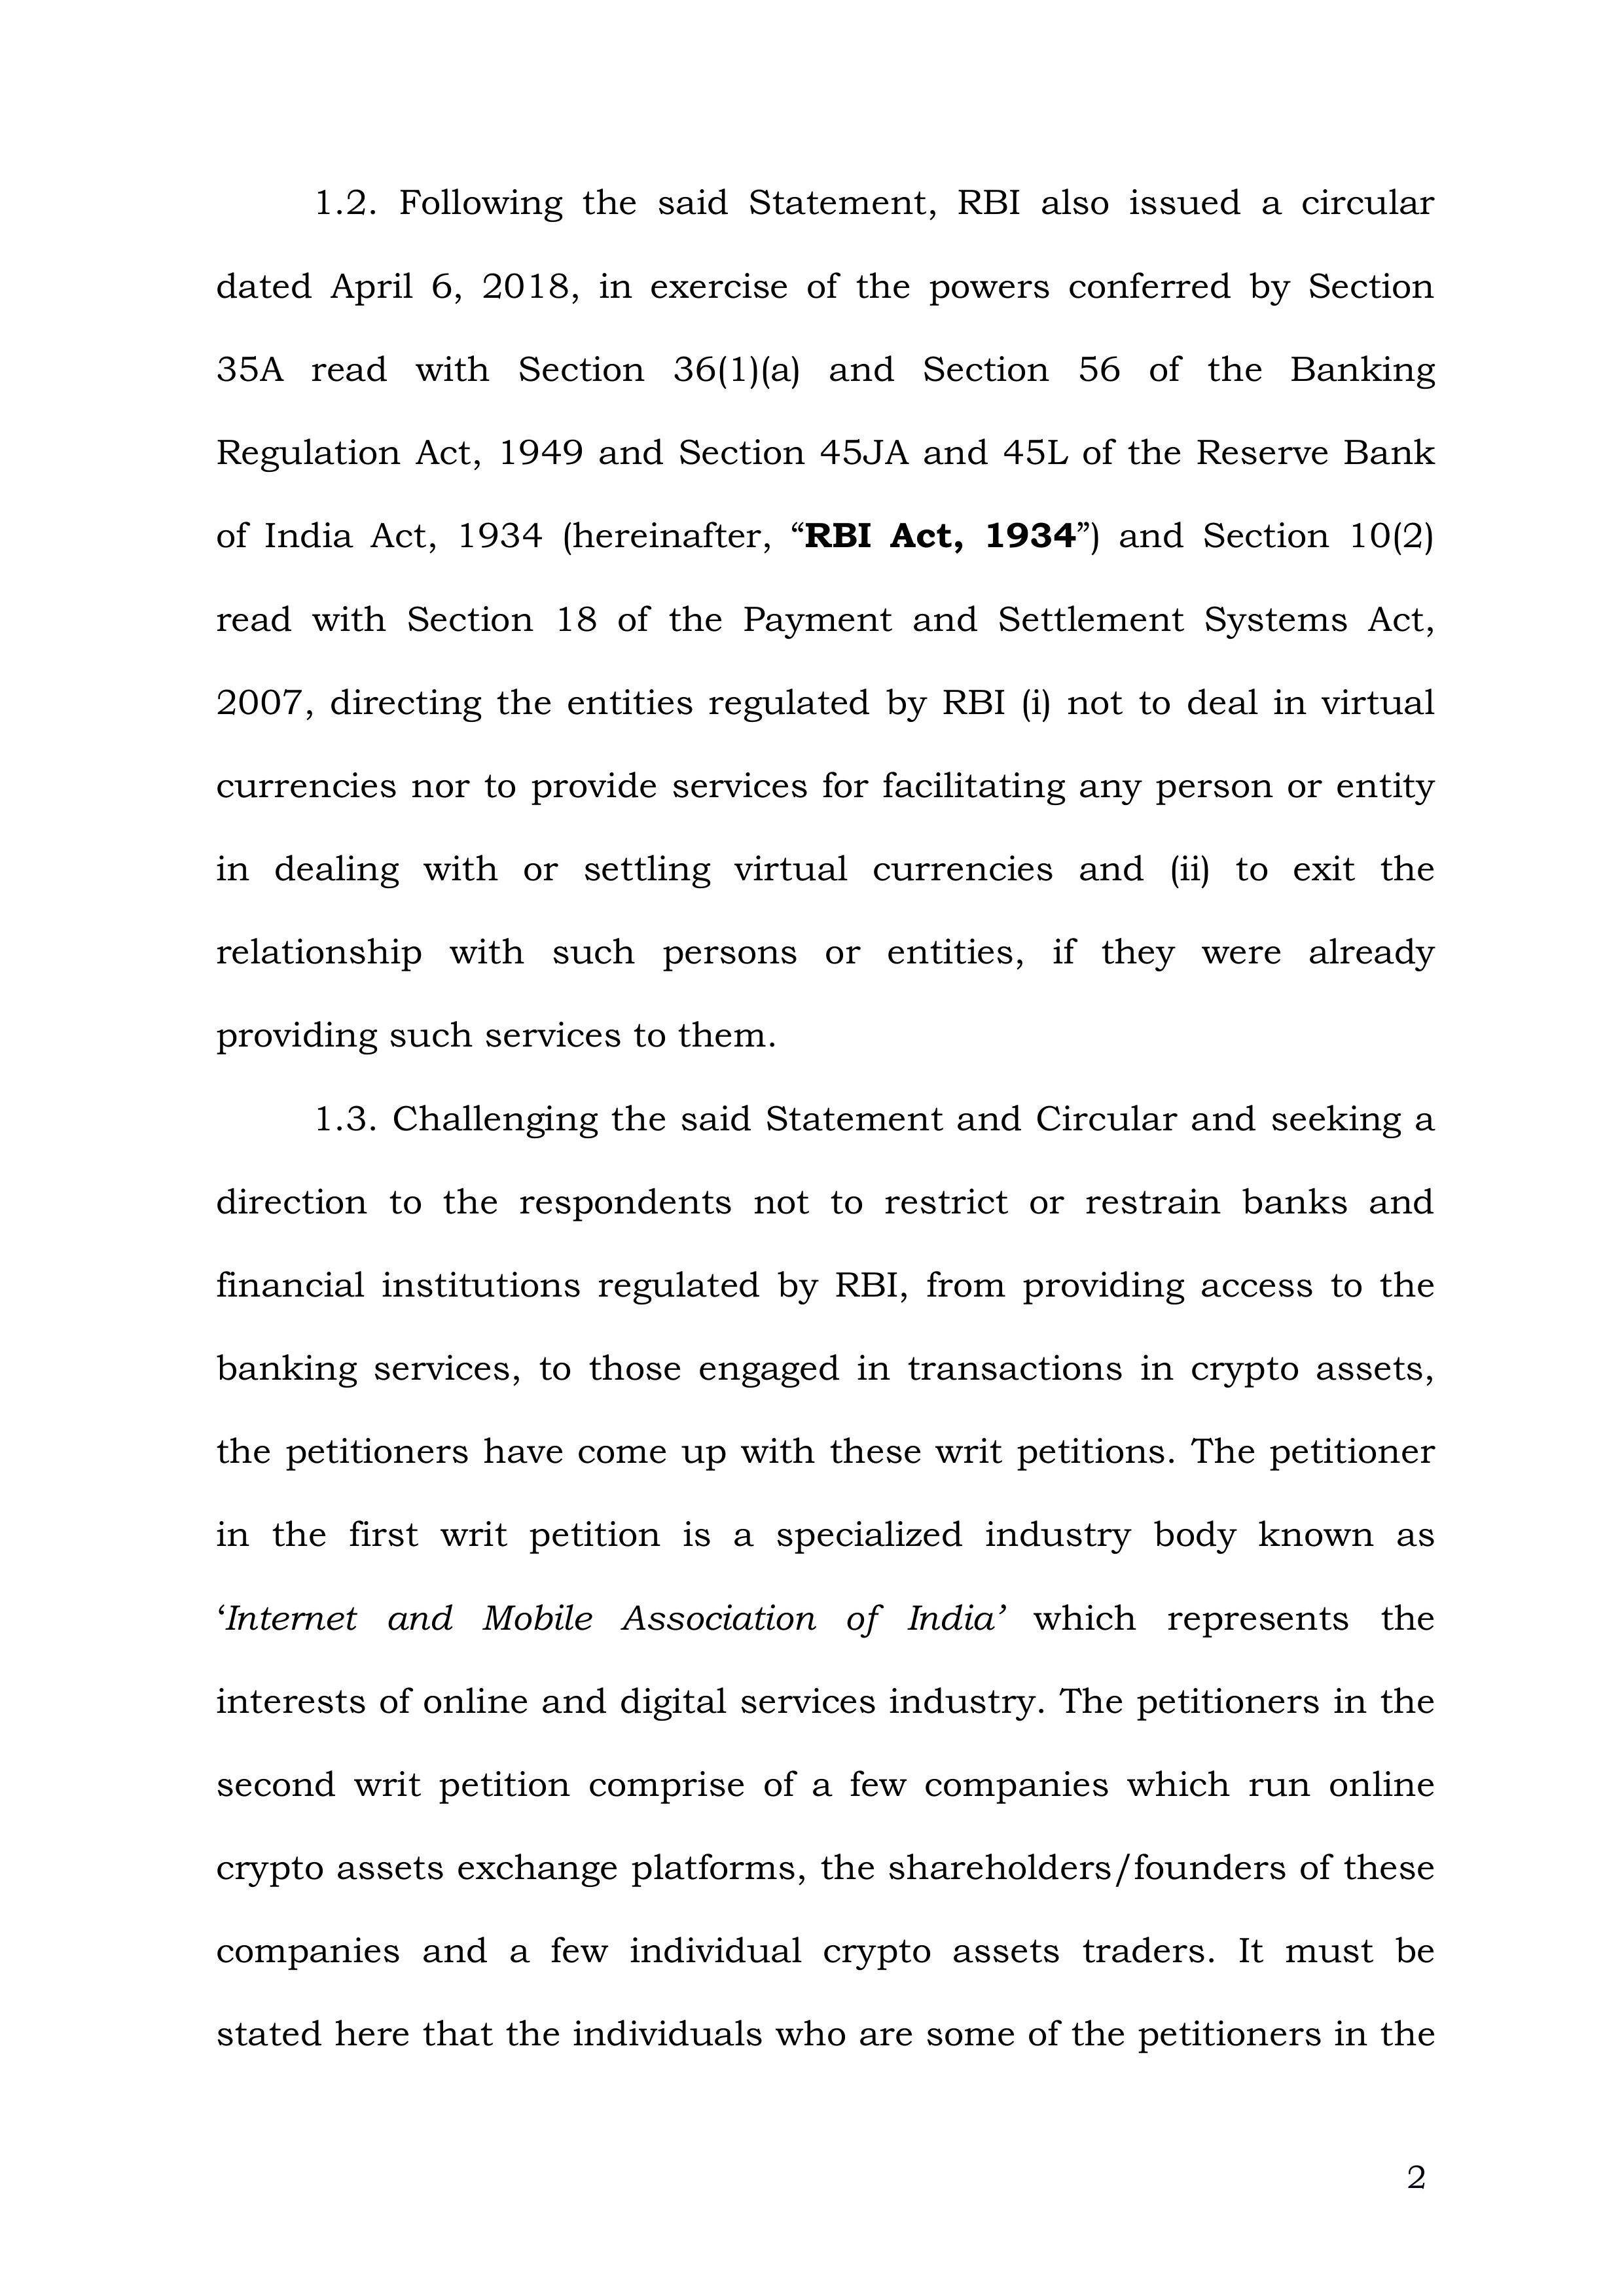 1.2. Following the said Statement, RBI also issued a circular
dated April 6, 2018, in exercise of the powers conferred by Section
35A read with Section 36(1)(a) and Section 56 of the Banking
Regulation Act, 1949 and Section 45JA and 45L of the Reserve Bank
of India Act, 1934 (hereinafter, “RBI Act, 1934”) and Section 10(2)
read with Section 18 of the Payment and Settlement Systems Act,
2007, directing the entities regulated by RBI (i) not to deal in virtual
currencies nor to provide services for facilitating any person or entity
in dealing with or settling virtual currencies and (ii) to exit the
relationship with such persons or entities, if they were already
providing such services to them.
1.3. Challenging the said Statement and Circular and seeking a
direction to the respondents not to restrict or restrain banks and
financial institutions regulated by RBI, from providing access to the
banking services, to those engaged in transactions in crypto assets,
the petitioners have come up with these writ petitions. The petitioner
in the first writ petition is a specialized industry body known as
‘Internet and Mobile Association of India’ which represents the
interests of online and digital services industry. The petitioners in the
second writ petition comprise of a few companies which run online
crypto assets exchange platforms, the shareholders/founders of these
companies and a few individual crypto assets traders. It must be
stated here that the individuals who are some of the petitioners in the
2